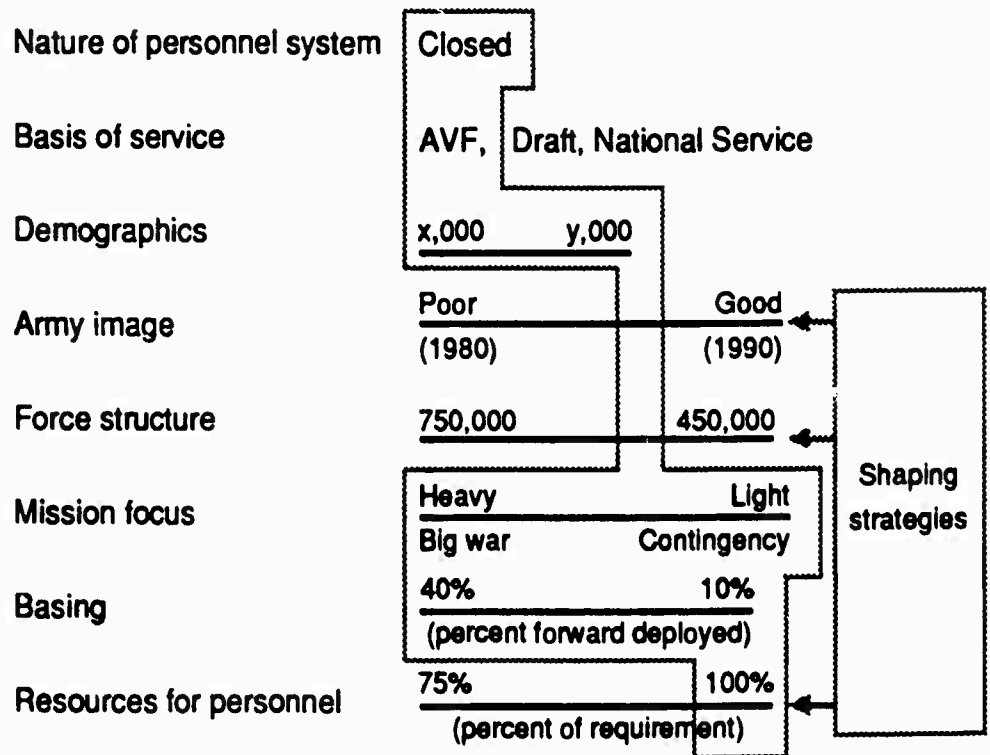 Nature of personnel system Closed
Basis of service AVF, Draft, National Service
Demographics x,000 y,000
Army image Poor Good
(1980) (1990)
Force structure 750,000 450,000
Mission focus Heavy Light
Big war Contingency
Basing 40% 10%
(percent forward deployed)
Resources for personnel 75% 100%
(percent of requirement)
Shaping
strategies